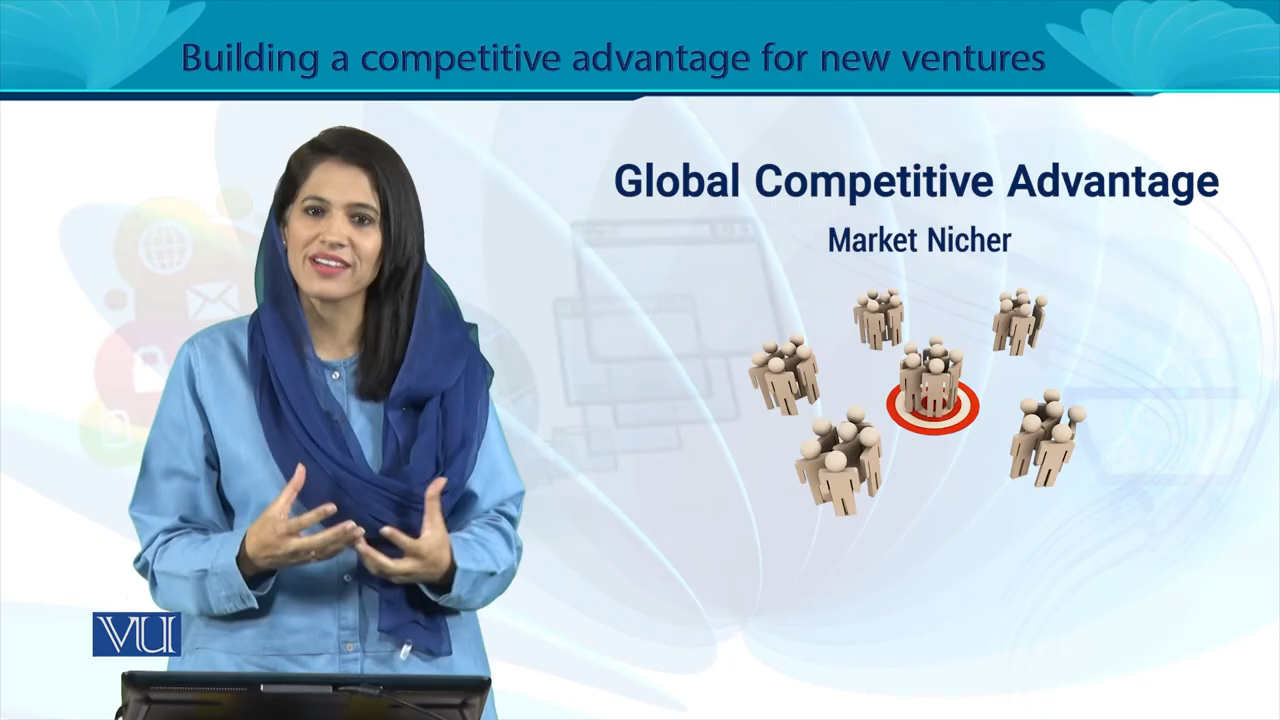 Building a competitive advantage for new ventures
Global Competitive Advantage
Market Nicher
VU